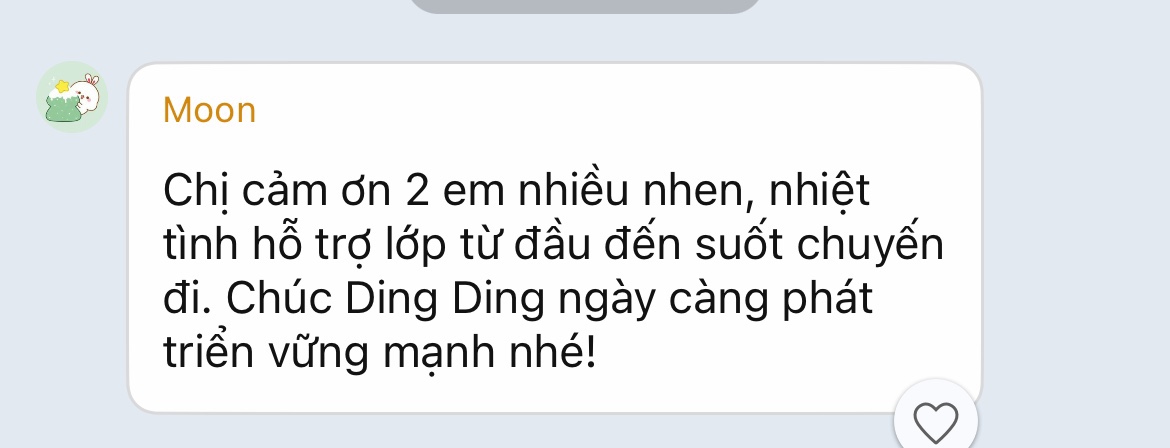 Moon
Chị cảm ơn 2 em nhiều nhen, nhiệt
tình hỗ trợ lớp từ đầu đến suốt chuyến
đi. Chúc Ding Ding ngày càng phát
triển vững mạnh nhé!